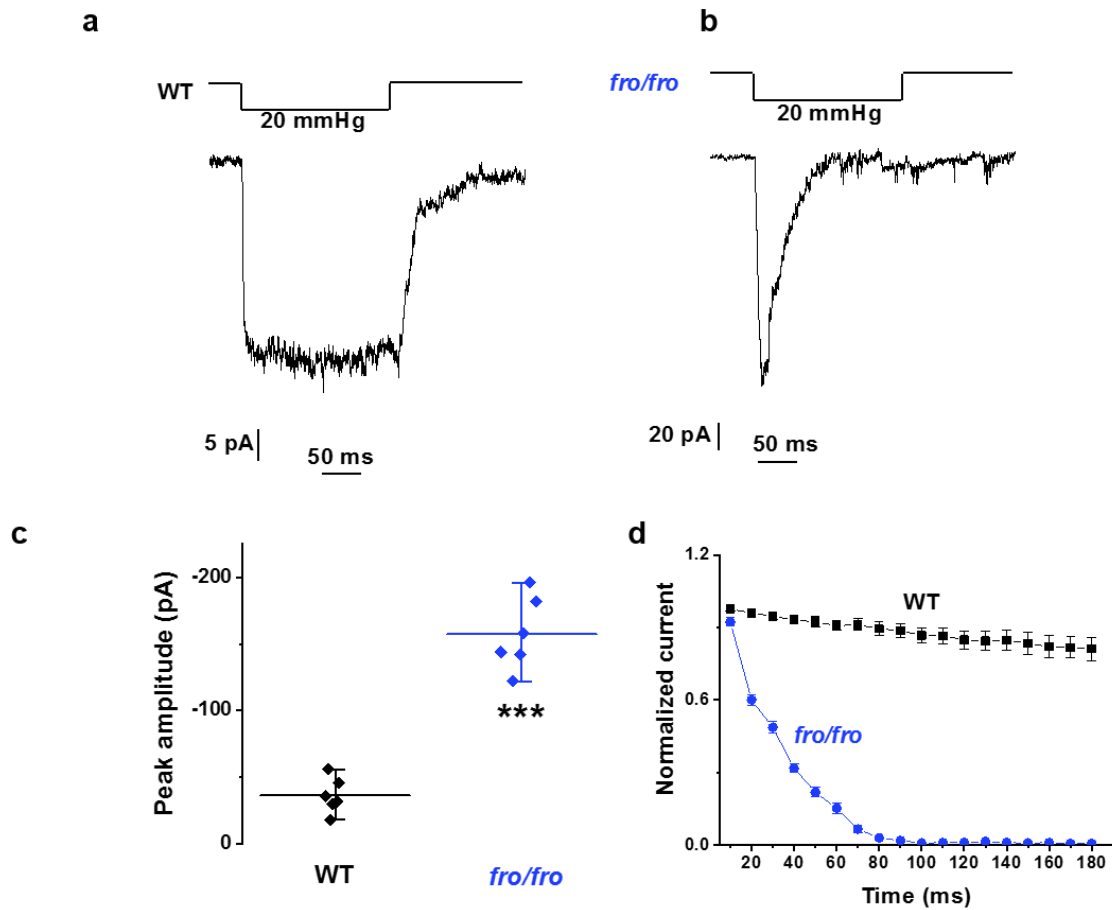 a
WT
20 mmHg
5 pA
50 ms
b
fro/fro
20 mmHg
20 pA
50 ms
c
Peak amplitude (pA)
-200
-100
0
***
WT
fro/fro
d
Normalized current
1.2
0.6
0.0
WT
fro/fro
20 40 60 80 100 120 140 160 180
Time (ms)